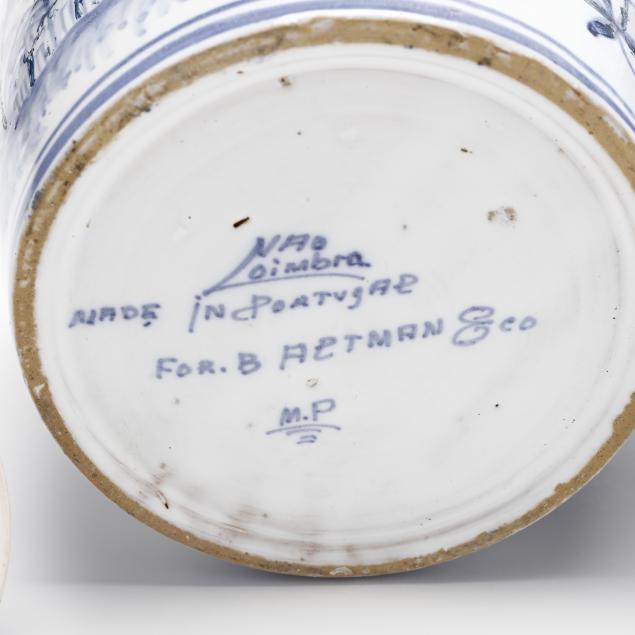 NAO
Coimbra
MADE IN PORTUGAL
FOR. B ALTMAN & CO
M.P